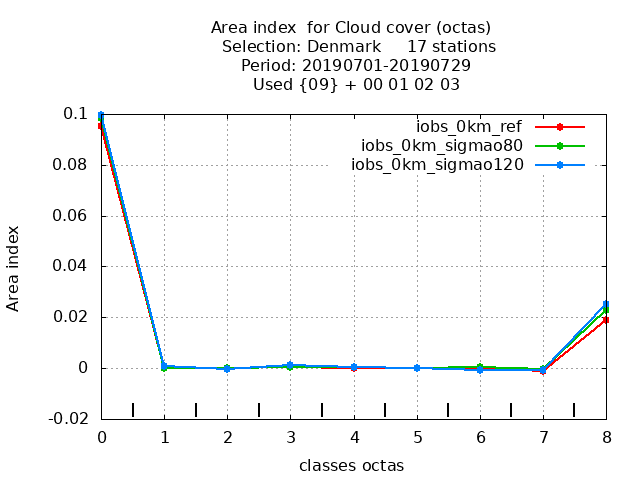 Area index  for Cloud cover (octas)
Selection: Denmark     17 stations
Period: 20190701-20190729
Used {09} + 00 01 02 03
iobs_0km_ref
iobs_0km_sigmao80
iobs_0km_sigmao120
0.1
0.08
0.06
0.04
0.02
0
-0.02
Area index
0 1 2 3 4 5 6 7 8
classes octas